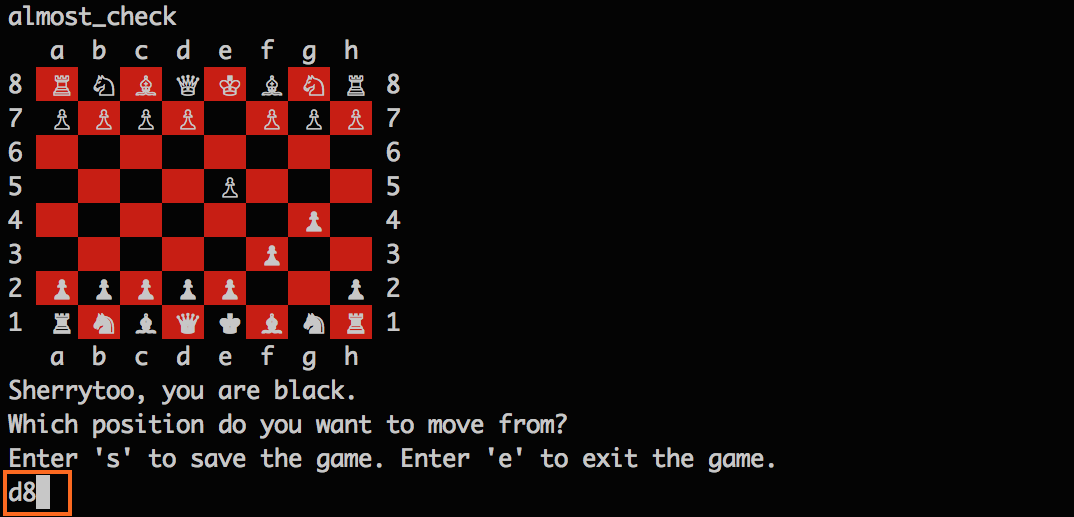 almost_check
a b c d e f g h
8 ♖ ♘ ♗ ♕ ♔ ♗ ♘ ♖ 8
7 ♙ ♙ ♙ ♙ ♙ ♙ ♙ 7
6 6
5 ♙ 5
4 ♟ 4
3 ♟ 3
2 ♟ ♟ ♟ ♟ ♟ ♟ 2
1 ♜ ♞ ♝ ♛ ♚ ♝ ♞ ♜ 1
a b c d e f g h
Sherrytoo, you are black.
Which position do you want to move from?
Enter 's' to save the game. Enter 'e' to exit the game.
d8